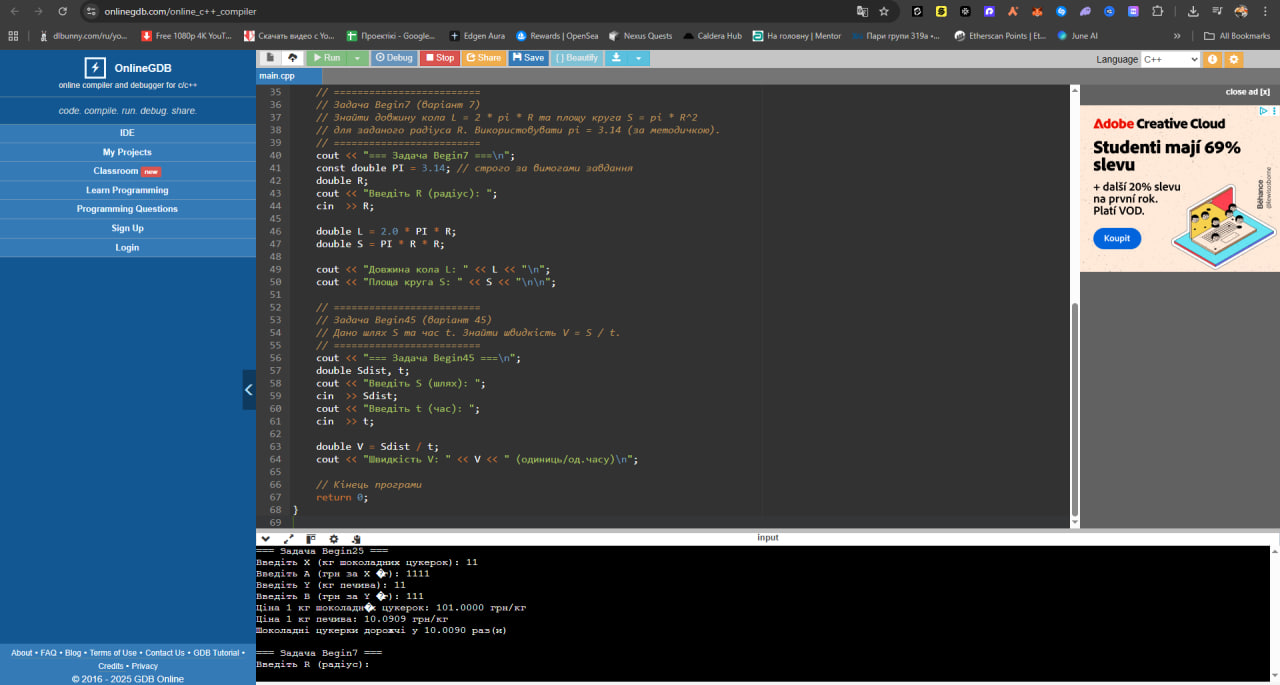 onlinegdb.com/online_c++_compiler
dlbunny.com/ru/yo...
Free 1080p 4K YouT...
Скачать видео с Yo...
Проєкті - Google...
Edgen Aura
Rewards | OpenSea
Nexus Quests
Caldera Hub
На головну | Mentor
Пари групи 319a •...
Etherscan Points | Et...
June AI
»
All Bookmarks
OnlineGDB
online compiler and debugger for c/c++
code. compile. run. debug. share.
IDE
My Projects
Classroom new
Learn Programming
Programming Questions
Sign Up
Login
About • FAQ • Blog • Terms of Use • Contact Us • GDB Tutorial •
Credits • Privacy
© 2016 - 2025 GDB Online
Run
Debug
Stop
Share
Save
{ } Beautify
Language C++
main.cpp
35 // =========================
36 // Задача Begin7 (варіант 7)
37 // Знайти довжину кола L = 2 * pi * R та площу круга S = pi * R^2
38 // для заданого радіуса R. Використовувати pi = 3.14 (за методичкою).
39 // =========================
40 cout << "=== Задача Begin7 ===\n";
41 const double PI = 3.14; // строго за вимогами завдання
42 double R;
43 cout << "Введіть R (радіус): ";
44 cin >> R;
45
46 double L = 2.0 * PI * R;
47 double S = PI * R * R;
48
49 cout << "Довжина кола L: " << L << "\n";
50 cout << "Площа круга S: " << S << "\n\n";
51
52 // =========================
53 // Задача Begin45 (варіант 45)
54 // Дано шлях S та час t. Знайти швидкість V = S / t.
55 // =========================
56 cout << "=== Задача Begin45 ===\n";
57 double Sdist, t;
58 cout << "Введіть S (шлях): ";
59 cin >> Sdist;
60 cout << "Введіть t (час): ";
61 cin >> t;
62
63 double V = Sdist / t;
64 cout << "Швидкість V: " << V << " (одиниць/од.часу)\n";
65
66 // Кінець програми
67 return 0;
68 }
69
input
=== Задача Begin25 ===
Введіть X (кг шоколадних цукерок): 11
Введіть A (грн за X �г): 1111
Введіть Y (кг печива): 11
Введіть B (грн за Y �г): 111
Ціна 1 кг шоколадн�х цукерок: 101.0000 грн/кг
Ціна 1 кг печива: 10.0909 грн/кг
Шоколадні цукерки дорожчі у 10.0090 раз(и)
=== Задача Begin7 ===
Введіть R (радіус):
close ad [x]
Adobe Creative Cloud
Studenti mají 69%
slevu
+ další 20% slevu
na první rok.
Platí VOD.
Koupit
Běhance